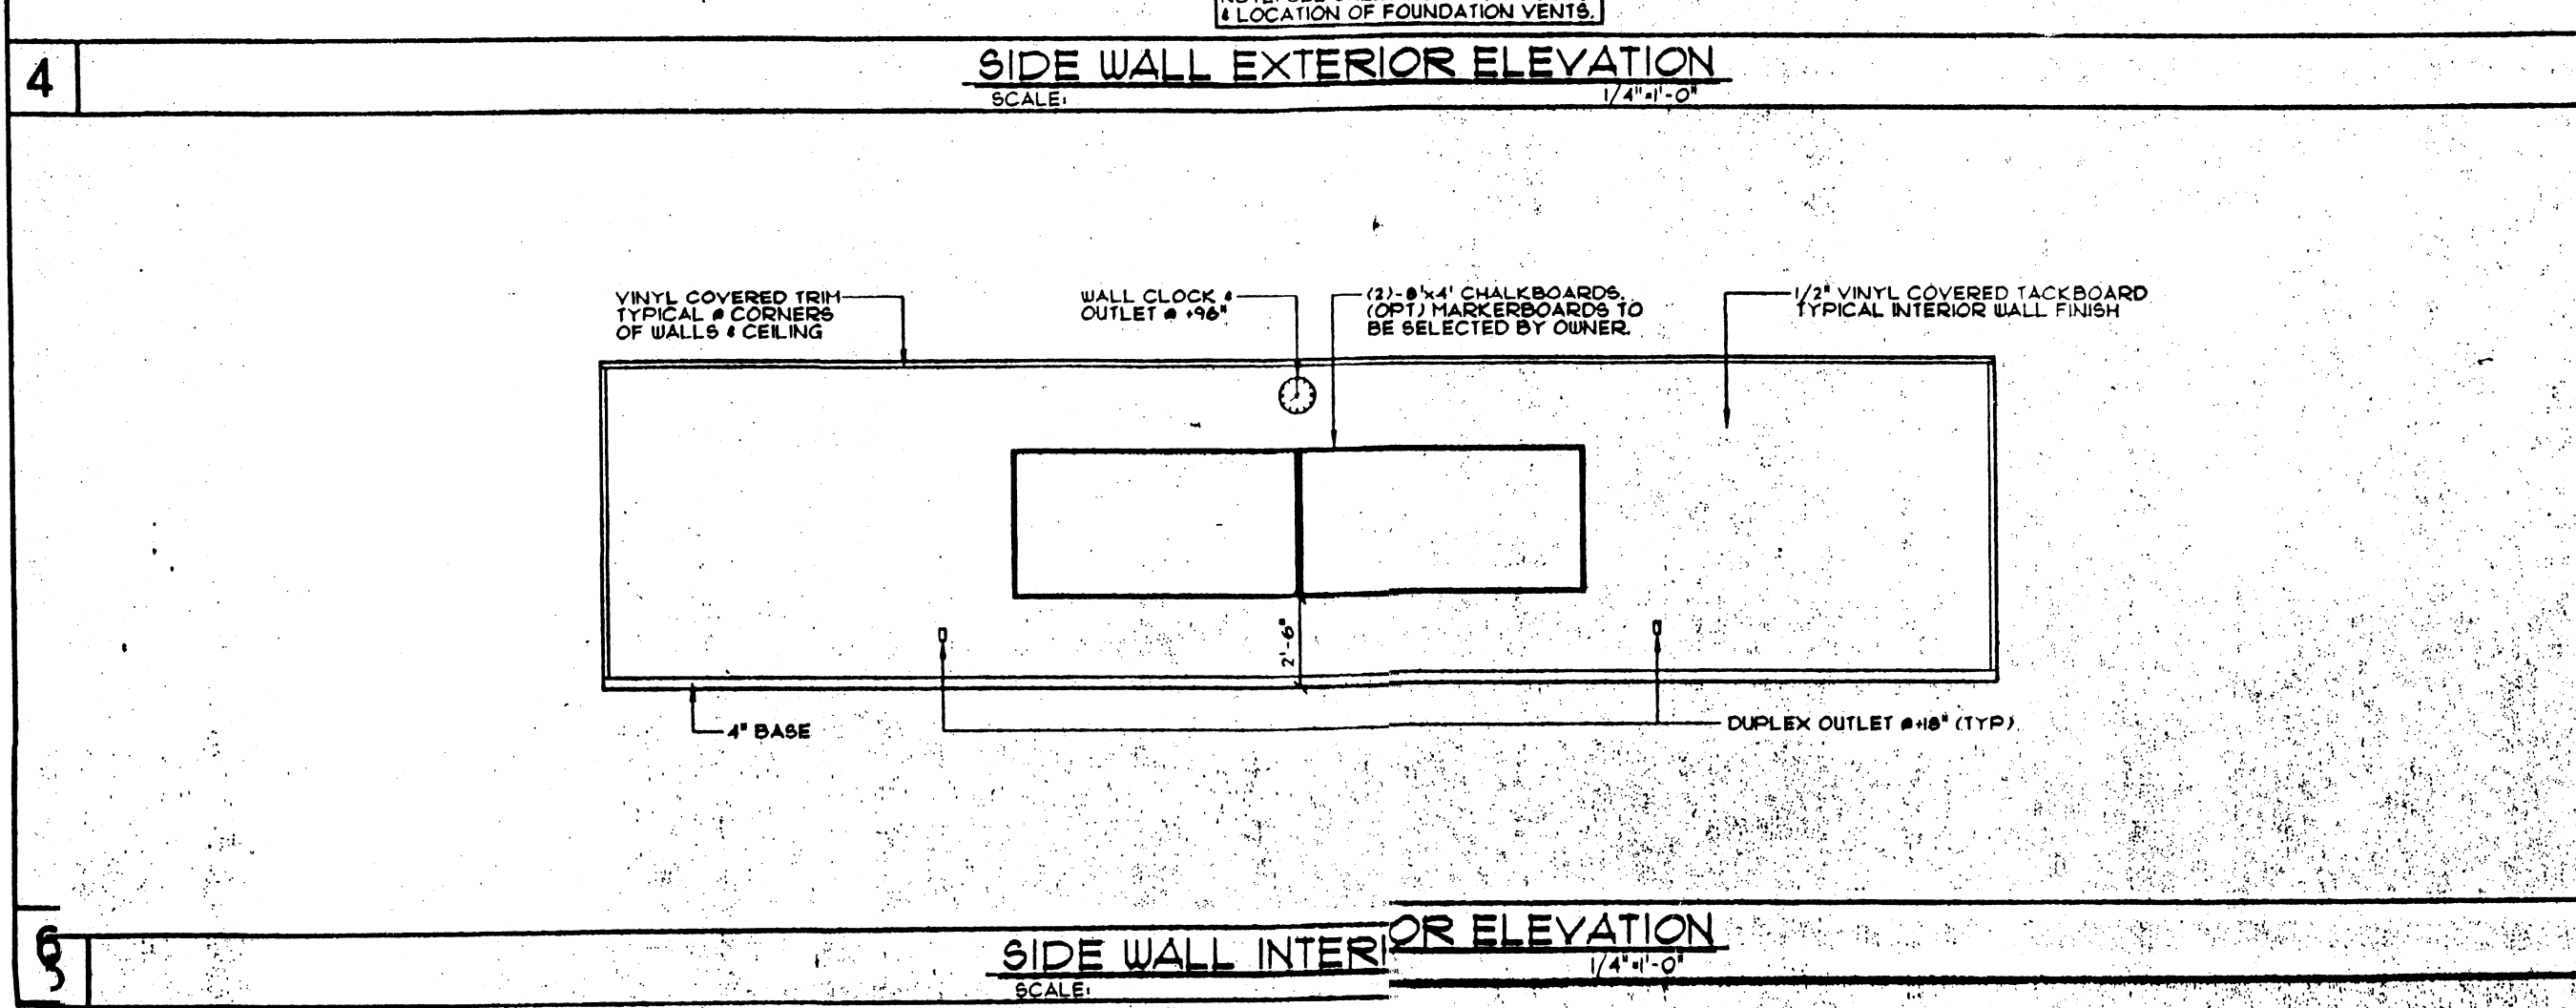 & LOCATION OF FOUNDATION VENTS.
4
SIDE WALL EXTERIOR ELEVATION
SCALE: 1/4"=1'-0"
VINYL COVERED TRIM
TYPICAL @ CORNERS
OF WALLS & CEILING
WALL CLOCK &
OUTLET @ +96"
(2)-8'x4' CHALKBOARDS.
(OPT) MARKERBOARDS TO
BE SELECTED BY OWNER.
1/2" VINYL COVERED TACKBOARD
TYPICAL INTERIOR WALL FINISH
2'-6"
4" BASE
DUPLEX OUTLET @+18" (TYP)
SIDE WALL INTERIOR ELEVATION
SCALE: 1/4"=1'-0"